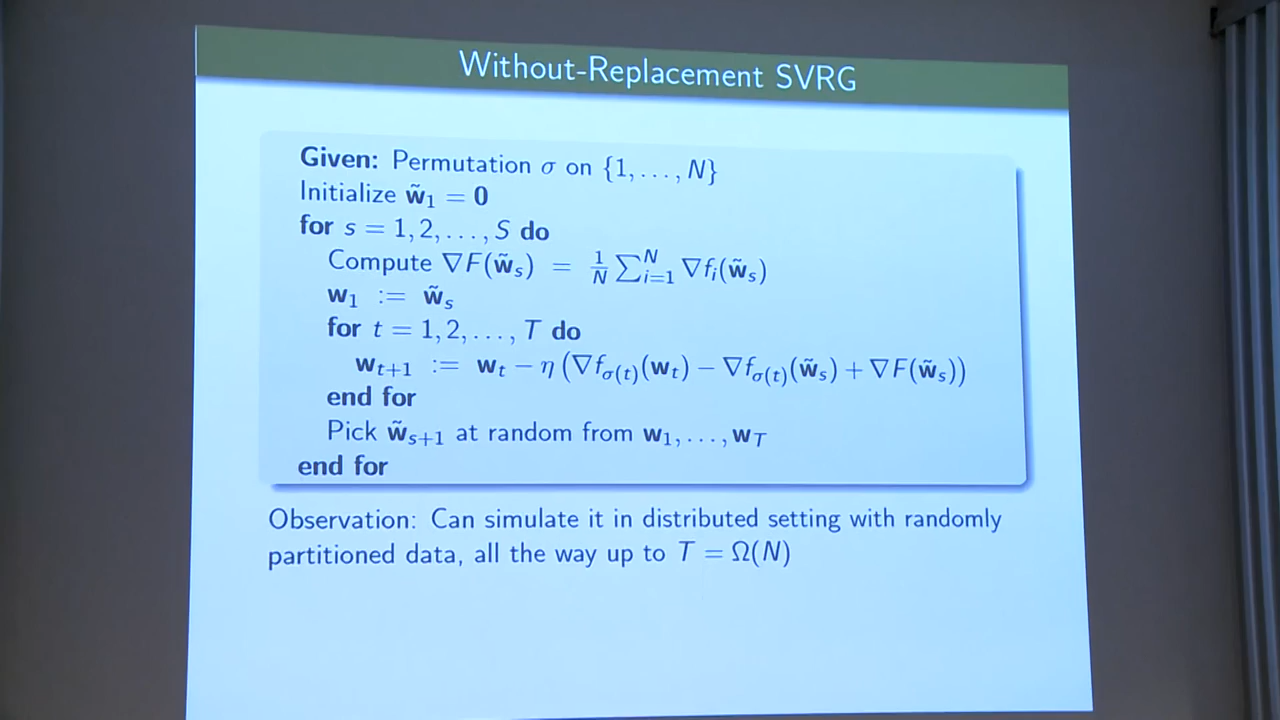 Without-Replacement SVRG
Given: Permutation σ on {1, . . . , N}
Initialize w̃₁ = 0
for s = 1, 2, . . . , S do
Compute ∇F(w̃ₛ) = 1/N ∑ᵢ₌₁ᴺ ∇fᵢ(w̃ₛ)
w₁ := w̃ₛ
for t = 1, 2, . . . , T do
wₜ₊₁ := wₜ − η (∇f_σ(t)(wₜ) − ∇f_σ(t)(w̃ₛ) + ∇F(w̃ₛ))
end for
Pick w̃ₛ₊₁ at random from w₁, . . . , w_T
end for
Observation: Can simulate it in distributed setting with randomly
partitioned data, all the way up to T = Ω(N)